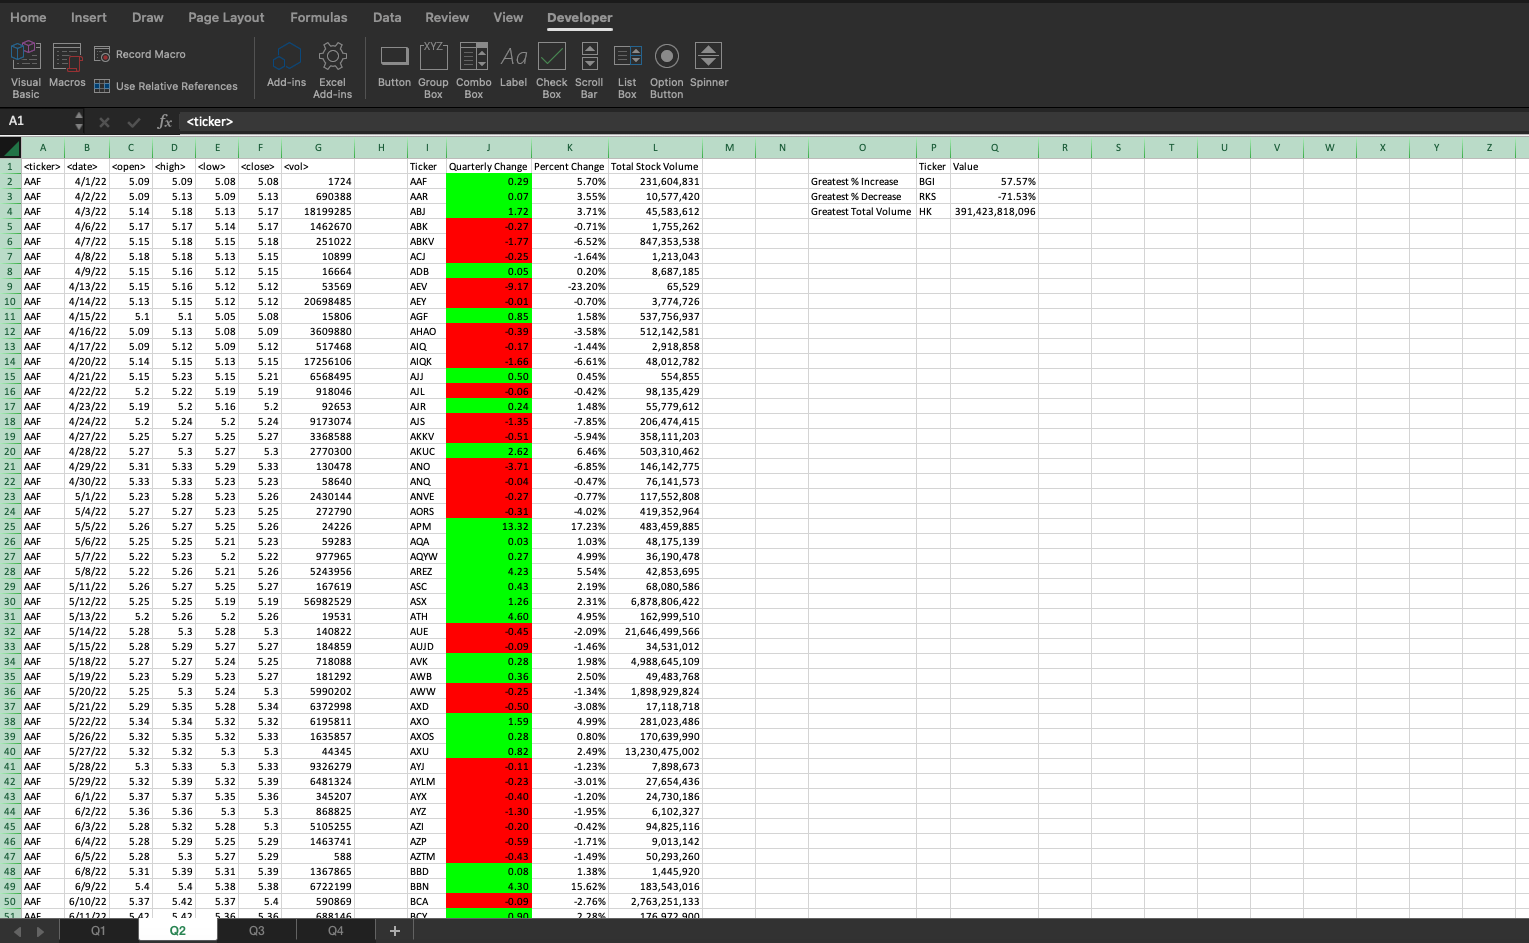 Home Insert Draw Page Layout Formulas Data Review View Developer
Visual Basic Macros Record Macro Use Relative References Add-ins Excel Add-ins Button Group Box Combo Box Label Check Box Scroll Bar List Box Option Button Spinner
XYZ Aa
A1 fx <ticker>
A B C D E F G H I J K L M N O P Q R S T U V W X Y Z
1 <ticker> <date> <open> <high> <low> <close> <vol> Ticker Quarterly Change Percent Change Total Stock Volume Ticker Value
2 AAF 4/1/22 5.09 5.09 5.08 5.08 1724 AAF 0.29 5.70% 231,604,831 Greatest % Increase BGI 57.57%
3 AAF 4/2/22 5.09 5.13 5.09 5.13 690388 AAR 0.07 3.55% 10,577,420 Greatest % Decrease RKS -71.53%
4 AAF 4/3/22 5.14 5.18 5.13 5.17 18199285 ABJ 1.72 3.71% 45,583,612 Greatest Total Volume HK 391,423,818,096
5 AAF 4/6/22 5.17 5.17 5.14 5.17 1462670 ABK -0.27 -0.71% 1,755,262
6 AAF 4/7/22 5.15 5.18 5.15 5.18 251022 ABKV -1.77 -6.52% 847,353,538
7 AAF 4/8/22 5.18 5.18 5.13 5.15 10899 ACJ -0.25 -1.64% 1,213,043
8 AAF 4/9/22 5.15 5.16 5.12 5.15 16664 ADB 0.05 0.20% 8,687,185
9 AAF 4/13/22 5.15 5.16 5.12 5.12 53569 AEV -9.17 -23.20% 65,529
10 AAF 4/14/22 5.13 5.15 5.12 5.12 20698485 AEY -0.01 -0.70% 3,774,726
11 AAF 4/15/22 5.1 5.1 5.05 5.08 15806 AGF 0.85 1.58% 537,756,937
12 AAF 4/16/22 5.09 5.13 5.08 5.09 3609880 AHAO -0.39 -3.58% 512,142,581
13 AAF 4/17/22 5.09 5.12 5.09 5.12 517468 AIQ -0.17 -1.44% 2,918,858
14 AAF 4/20/22 5.14 5.15 5.13 5.15 17256106 AIQK -1.66 -6.61% 48,012,782
15 AAF 4/21/22 5.15 5.23 5.15 5.21 6568495 AJJ 0.50 0.45% 554,855
16 AAF 4/22/22 5.2 5.22 5.19 5.19 918046 AJL -0.06 -0.42% 98,135,429
17 AAF 4/23/22 5.19 5.2 5.16 5.2 92653 AJR 0.24 1.48% 55,779,612
18 AAF 4/24/22 5.2 5.24 5.2 5.24 9173074 AJS -1.35 -7.85% 206,474,415
19 AAF 4/27/22 5.25 5.27 5.25 5.27 3368588 AKKV -0.51 -5.94% 358,111,203
20 AAF 4/28/22 5.27 5.3 5.27 5.3 2770300 AKUC 2.62 6.46% 503,310,462
21 AAF 4/29/22 5.31 5.33 5.29 5.33 130478 ANO -3.71 -6.85% 146,142,775
22 AAF 4/30/22 5.33 5.33 5.23 5.23 58640 ANQ -0.04 -0.47% 76,141,573
23 AAF 5/1/22 5.23 5.28 5.23 5.26 2430144 ANVE -0.27 -0.77% 117,552,808
24 AAF 5/4/22 5.27 5.27 5.23 5.25 272790 AORS -0.31 -4.02% 419,352,964
25 AAF 5/5/22 5.26 5.27 5.25 5.26 24226 APM 13.32 17.23% 483,459,885
26 AAF 5/6/22 5.25 5.25 5.21 5.23 59283 AQA 0.03 1.03% 48,175,139
27 AAF 5/7/22 5.22 5.23 5.2 5.22 977965 AQYW 0.27 4.99% 36,190,478
28 AAF 5/8/22 5.22 5.26 5.21 5.26 5243956 AREZ 4.23 5.54% 42,853,695
29 AAF 5/11/22 5.26 5.27 5.25 5.27 167619 ASC 0.43 2.19% 68,080,586
30 AAF 5/12/22 5.25 5.25 5.19 5.19 56982529 ASX 1.26 2.31% 6,878,806,422
31 AAF 5/13/22 5.2 5.26 5.2 5.26 19531 ATH 4.60 4.95% 162,999,510
32 AAF 5/14/22 5.28 5.3 5.28 5.3 140822 AUE -0.45 -2.09% 21,646,499,566
33 AAF 5/15/22 5.28 5.29 5.27 5.27 184859 AUJD -0.09 -1.46% 34,531,012
34 AAF 5/18/22 5.27 5.27 5.24 5.25 718088 AVK 0.28 1.98% 4,988,645,109
35 AAF 5/19/22 5.23 5.29 5.23 5.27 181292 AWB 0.36 2.50% 49,483,768
36 AAF 5/20/22 5.25 5.3 5.24 5.3 5990202 AWW -0.25 -1.34% 1,898,929,824
37 AAF 5/21/22 5.29 5.35 5.28 5.34 6372998 AXD -0.50 -3.08% 17,118,718
38 AAF 5/22/22 5.34 5.34 5.32 5.32 6195811 AXO 1.59 4.99% 281,023,486
39 AAF 5/26/22 5.32 5.35 5.32 5.33 1635857 AXOS 0.28 0.80% 170,639,990
40 AAF 5/27/22 5.32 5.32 5.3 5.3 44345 AXU 0.82 2.49% 13,230,475,002
41 AAF 5/28/22 5.3 5.33 5.3 5.33 9326279 AYJ -0.11 -1.23% 7,898,673
42 AAF 5/29/22 5.32 5.39 5.32 5.39 6481324 AYLM -0.23 -3.01% 27,654,436
43 AAF 6/1/22 5.37 5.37 5.35 5.36 345207 AYX -0.40 -1.20% 24,730,186
44 AAF 6/2/22 5.36 5.36 5.3 5.3 868825 AYZ -1.30 -1.95% 6,102,327
45 AAF 6/3/22 5.28 5.32 5.28 5.3 5105255 AZI -0.20 -0.42% 94,825,116
46 AAF 6/4/22 5.28 5.29 5.25 5.29 1463741 AZP -0.59 -1.71% 9,013,142
47 AAF 6/5/22 5.28 5.3 5.27 5.29 588 AZTM -0.43 -1.49% 50,293,260
48 AAF 6/8/22 5.31 5.39 5.31 5.39 1367865 BBD 0.08 1.38% 1,445,920
49 AAF 6/9/22 5.4 5.4 5.38 5.38 6722199 BBN 4.30 15.62% 183,543,016
50 AAF 6/10/22 5.37 5.42 5.37 5.4 590869 BCA -0.09 -2.76% 2,763,251,133
51 AAF 6/11/22 5.42 5.42 5.36 5.36 688146 BCY 0.90 2.28% 176,972,900
Q1 Q2 Q3 Q4 +